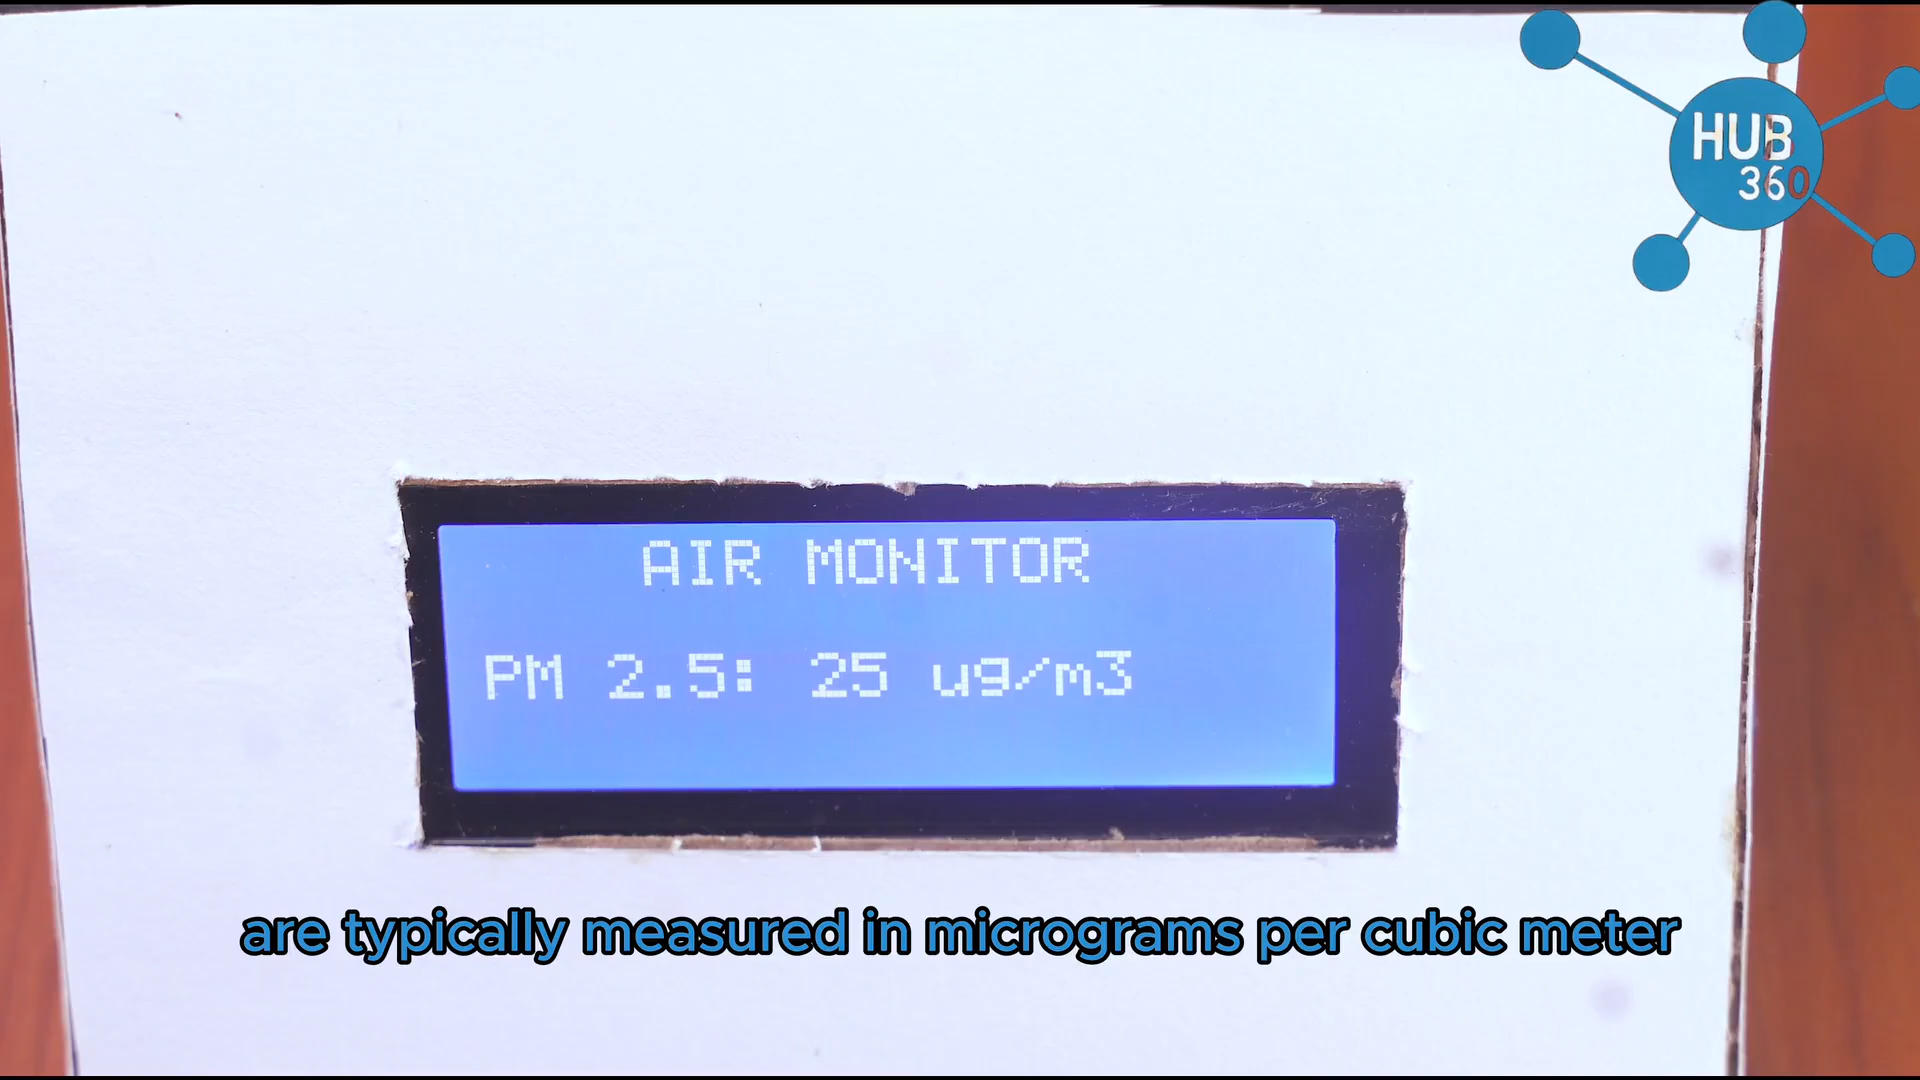 HUB
360
AIR MONITOR
PM 2.5: 25 ug/m3
are typically measured in micrograms per cubic meter